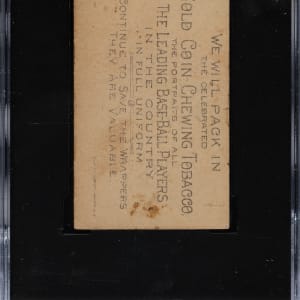 WE WILL PACK IN
THE CELEBRATED
OLD COIN CHEWING TOBACCO
THE PORTRAITS OF ALL
THE LEADING BASE-BALL PLAYERS
IN THE COUNTRY
IN FULL UNIFORM
CONTINUE TO SAVE THE WRAPPERS
THEY ARE VALUABLE